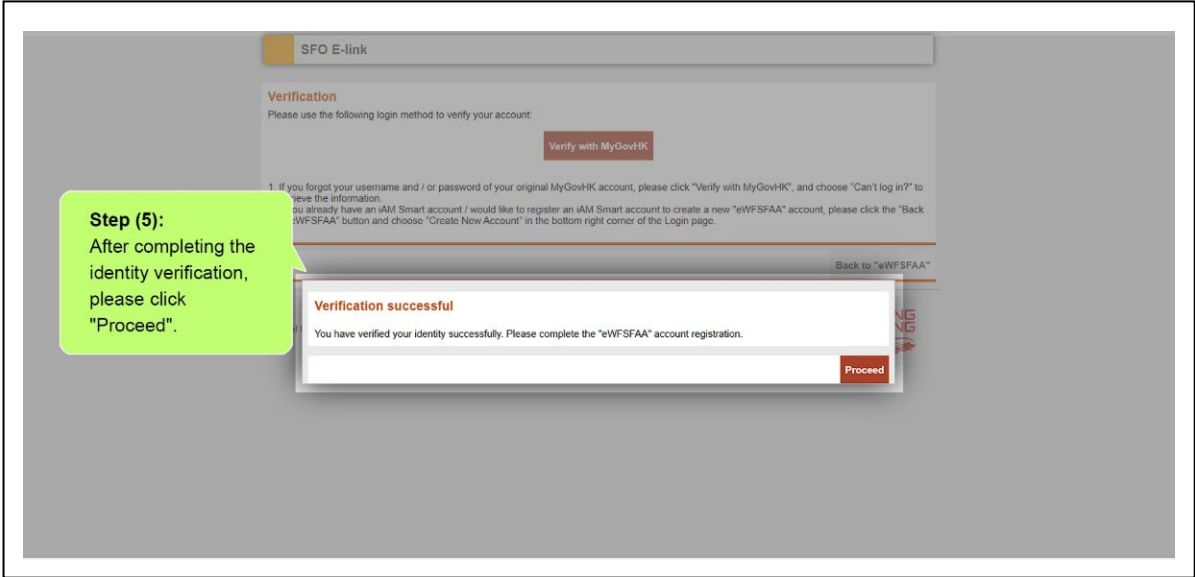 SFO E-link
Verification
Please use the following login method to verify your account:
Verify with MyGovHK
1. If you forgot your username and / or password of your original MyGovHK account, please click "Verify with MyGovHK", and choose "Can't log in?" to
rieve the information.
ou already have an iAM Smart account / would like to register an iAM Smart account to create a new "eWFSFAA" account, please click the "Back
WFSFAA" button and choose "Create New Account" in the bottom right corner of the Login page.
Step (5):
After completing the
identity verification,
please click
"Proceed".
Back to "eWFSFAA"
Verification successful
You have verified your identity successfully. Please complete the "eWFSFAA" account registration.
Proceed
NG
NG